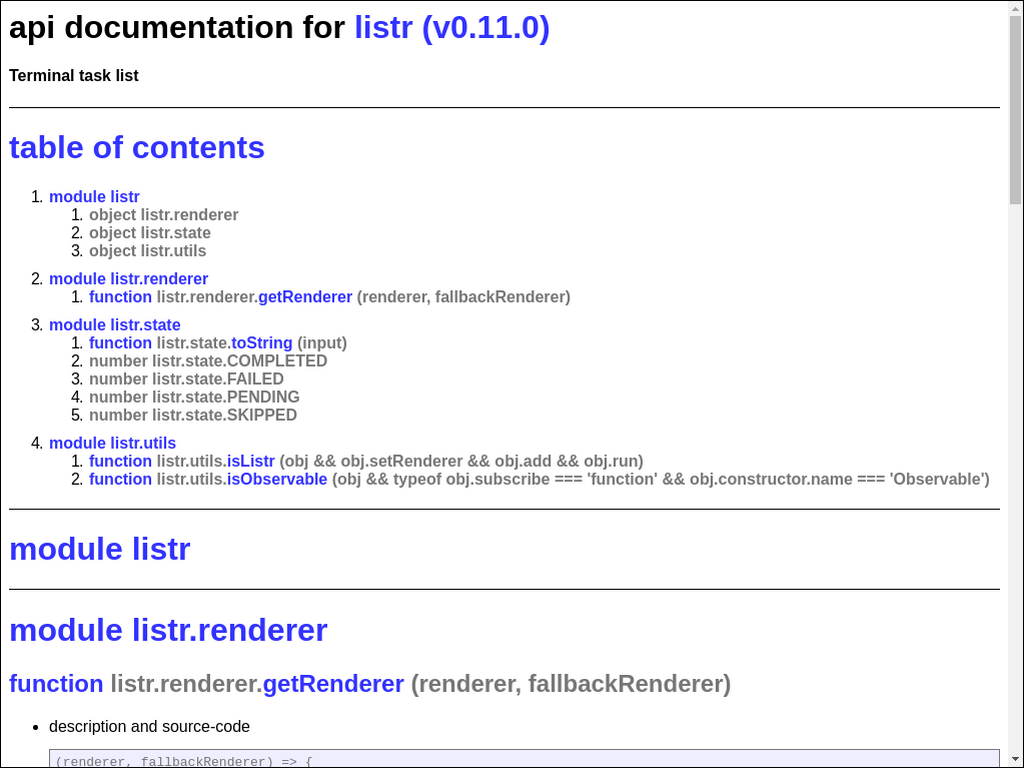 api documentation for listr (v0.11.0)
Terminal task list
table of contents
1. module listr
1. object listr.renderer
2. object listr.state
3. object listr.utils
2. module listr.renderer
1. function listr.renderer.getRenderer (renderer, fallbackRenderer)
3. module listr.state
1. function listr.state.toString (input)
2. number listr.state.COMPLETED
3. number listr.state.FAILED
4. number listr.state.PENDING
5. number listr.state.SKIPPED
4. module listr.utils
1. function listr.utils.isListr (obj && obj.setRenderer && obj.add && obj.run)
2. function listr.utils.isObservable (obj && typeof obj.subscribe === 'function' && obj.constructor.name === 'Observable')
module listr
module listr.renderer
function listr.renderer.getRenderer (renderer, fallbackRenderer)
• description and source-code
(renderer, fallbackRenderer) => {